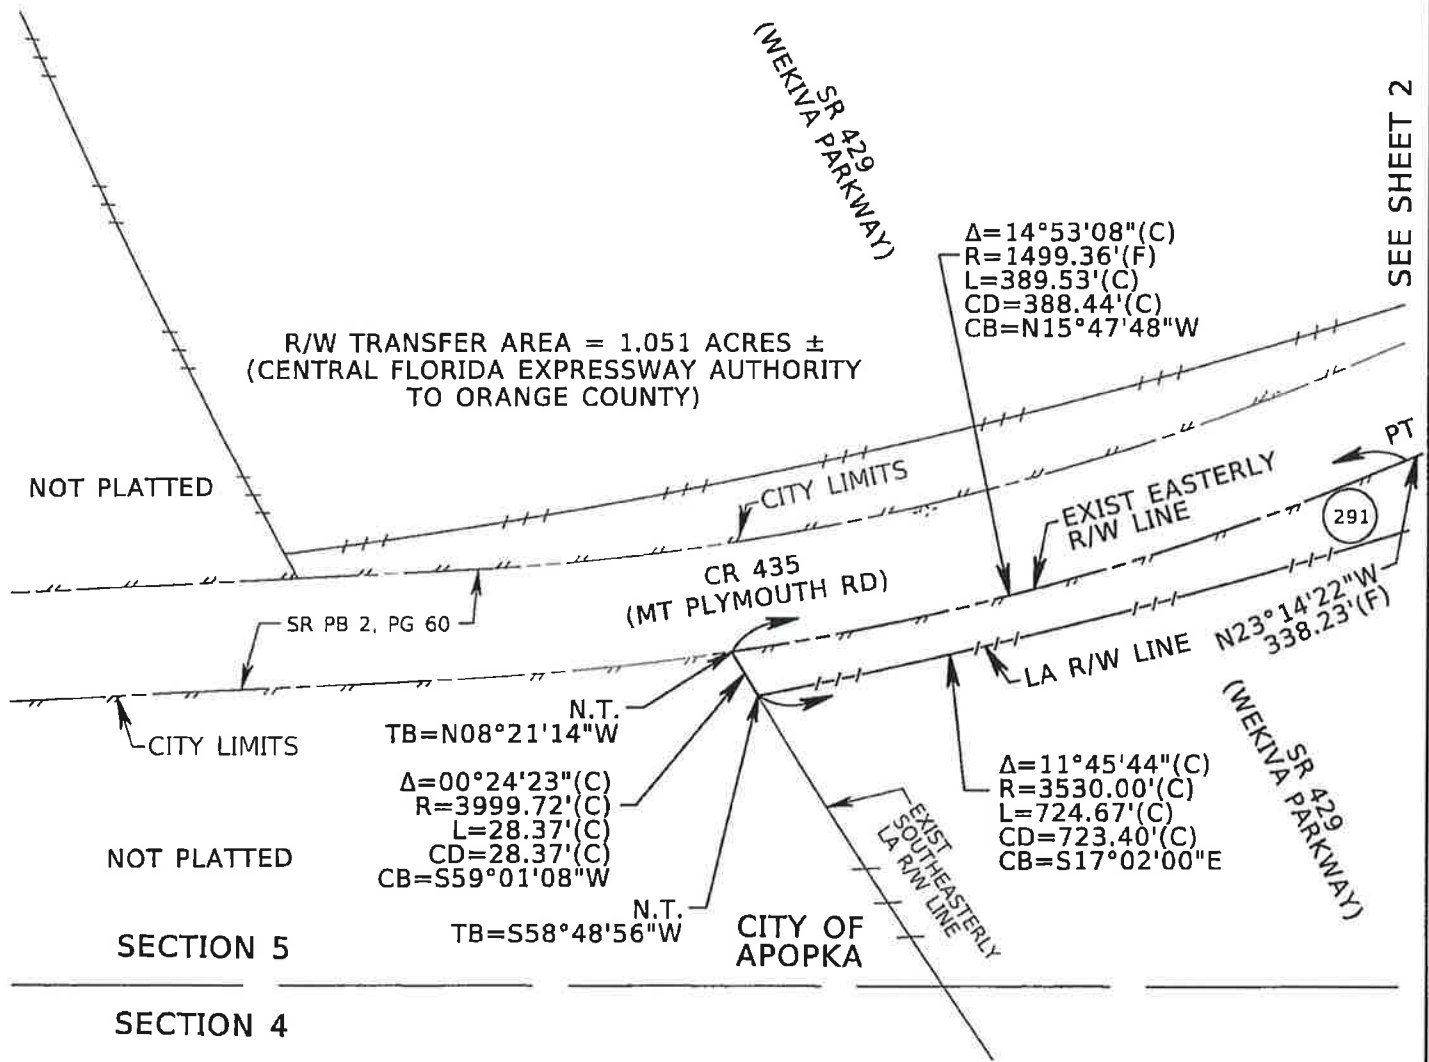 SR 429
(WEKIVA PARKWAY)
SEE SHEET 2
Δ=14°53'08"(C)
R=1499.36'(F)
L=389.53'(C)
CD=388.44'(C)
CB=N15°47'48"W
R/W TRANSFER AREA = 1.051 ACRES ±
(CENTRAL FLORIDA EXPRESSWAY AUTHORITY
TO ORANGE COUNTY)
NOT PLATTED
CITY LIMITS
EXIST EASTERLY
R/W LINE
PT
291
CR 435
(MT PLYMOUTH RD)
SR PB 2, PG 60
N23°14'22"W
338.23'(F)
LA R/W LINE
CITY LIMITS
N.T.
TB=N08°21'14"W
Δ=00°24'23"(C)
R=3999.72'(C)
L=28.37'(C)
CD=28.37'(C)
CB=S59°01'08"W
Δ=11°45'44"(C)
R=3530.00'(C)
L=724.67'(C)
CD=723.40'(C)
CB=S17°02'00"E
SR 429
(WEKIVA PARKWAY)
NOT PLATTED
EXIST
SOUTHEASTERLY
LA R/W LINE
N.T.
TB=S58°48'56"W
CITY OF
APOPKA
SECTION 5
SECTION 4